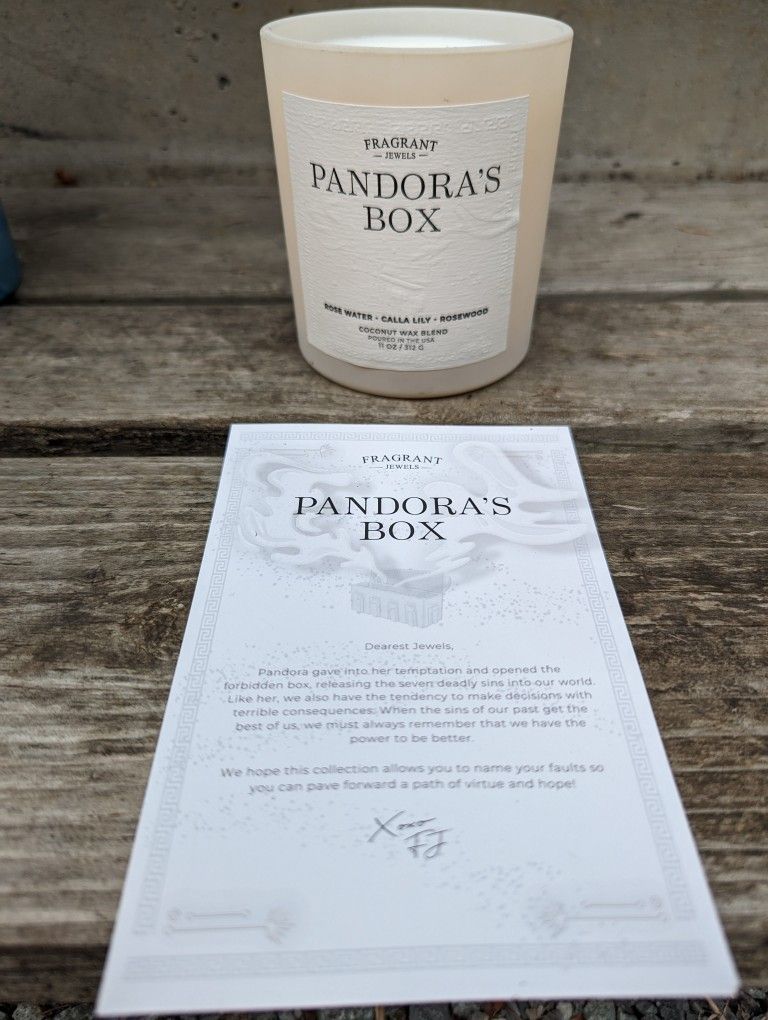 FRAGRANT
JEWELS
PANDORA'S
BOX
ROSE WATER - CALLA LILY - ROSEWOOD
COCONUT WAX BLEND
POURED IN THE USA
11 OZ / 312 G
FRAGRANT
JEWELS
PANDORA'S
BOX
Dearest Jewels,
Pandora gave into her temptation and opened the
forbidden box, releasing the seven deadly sins into our world.
Like her, we also have the tendency to make decisions with
terrible consequences. When the sins of our past get the
best of us, we must always remember that we have the
power to be better.
We hope this collection allows you to name your faults so
you can pave forward a path of virtue and hope!
Xoxo
FJ